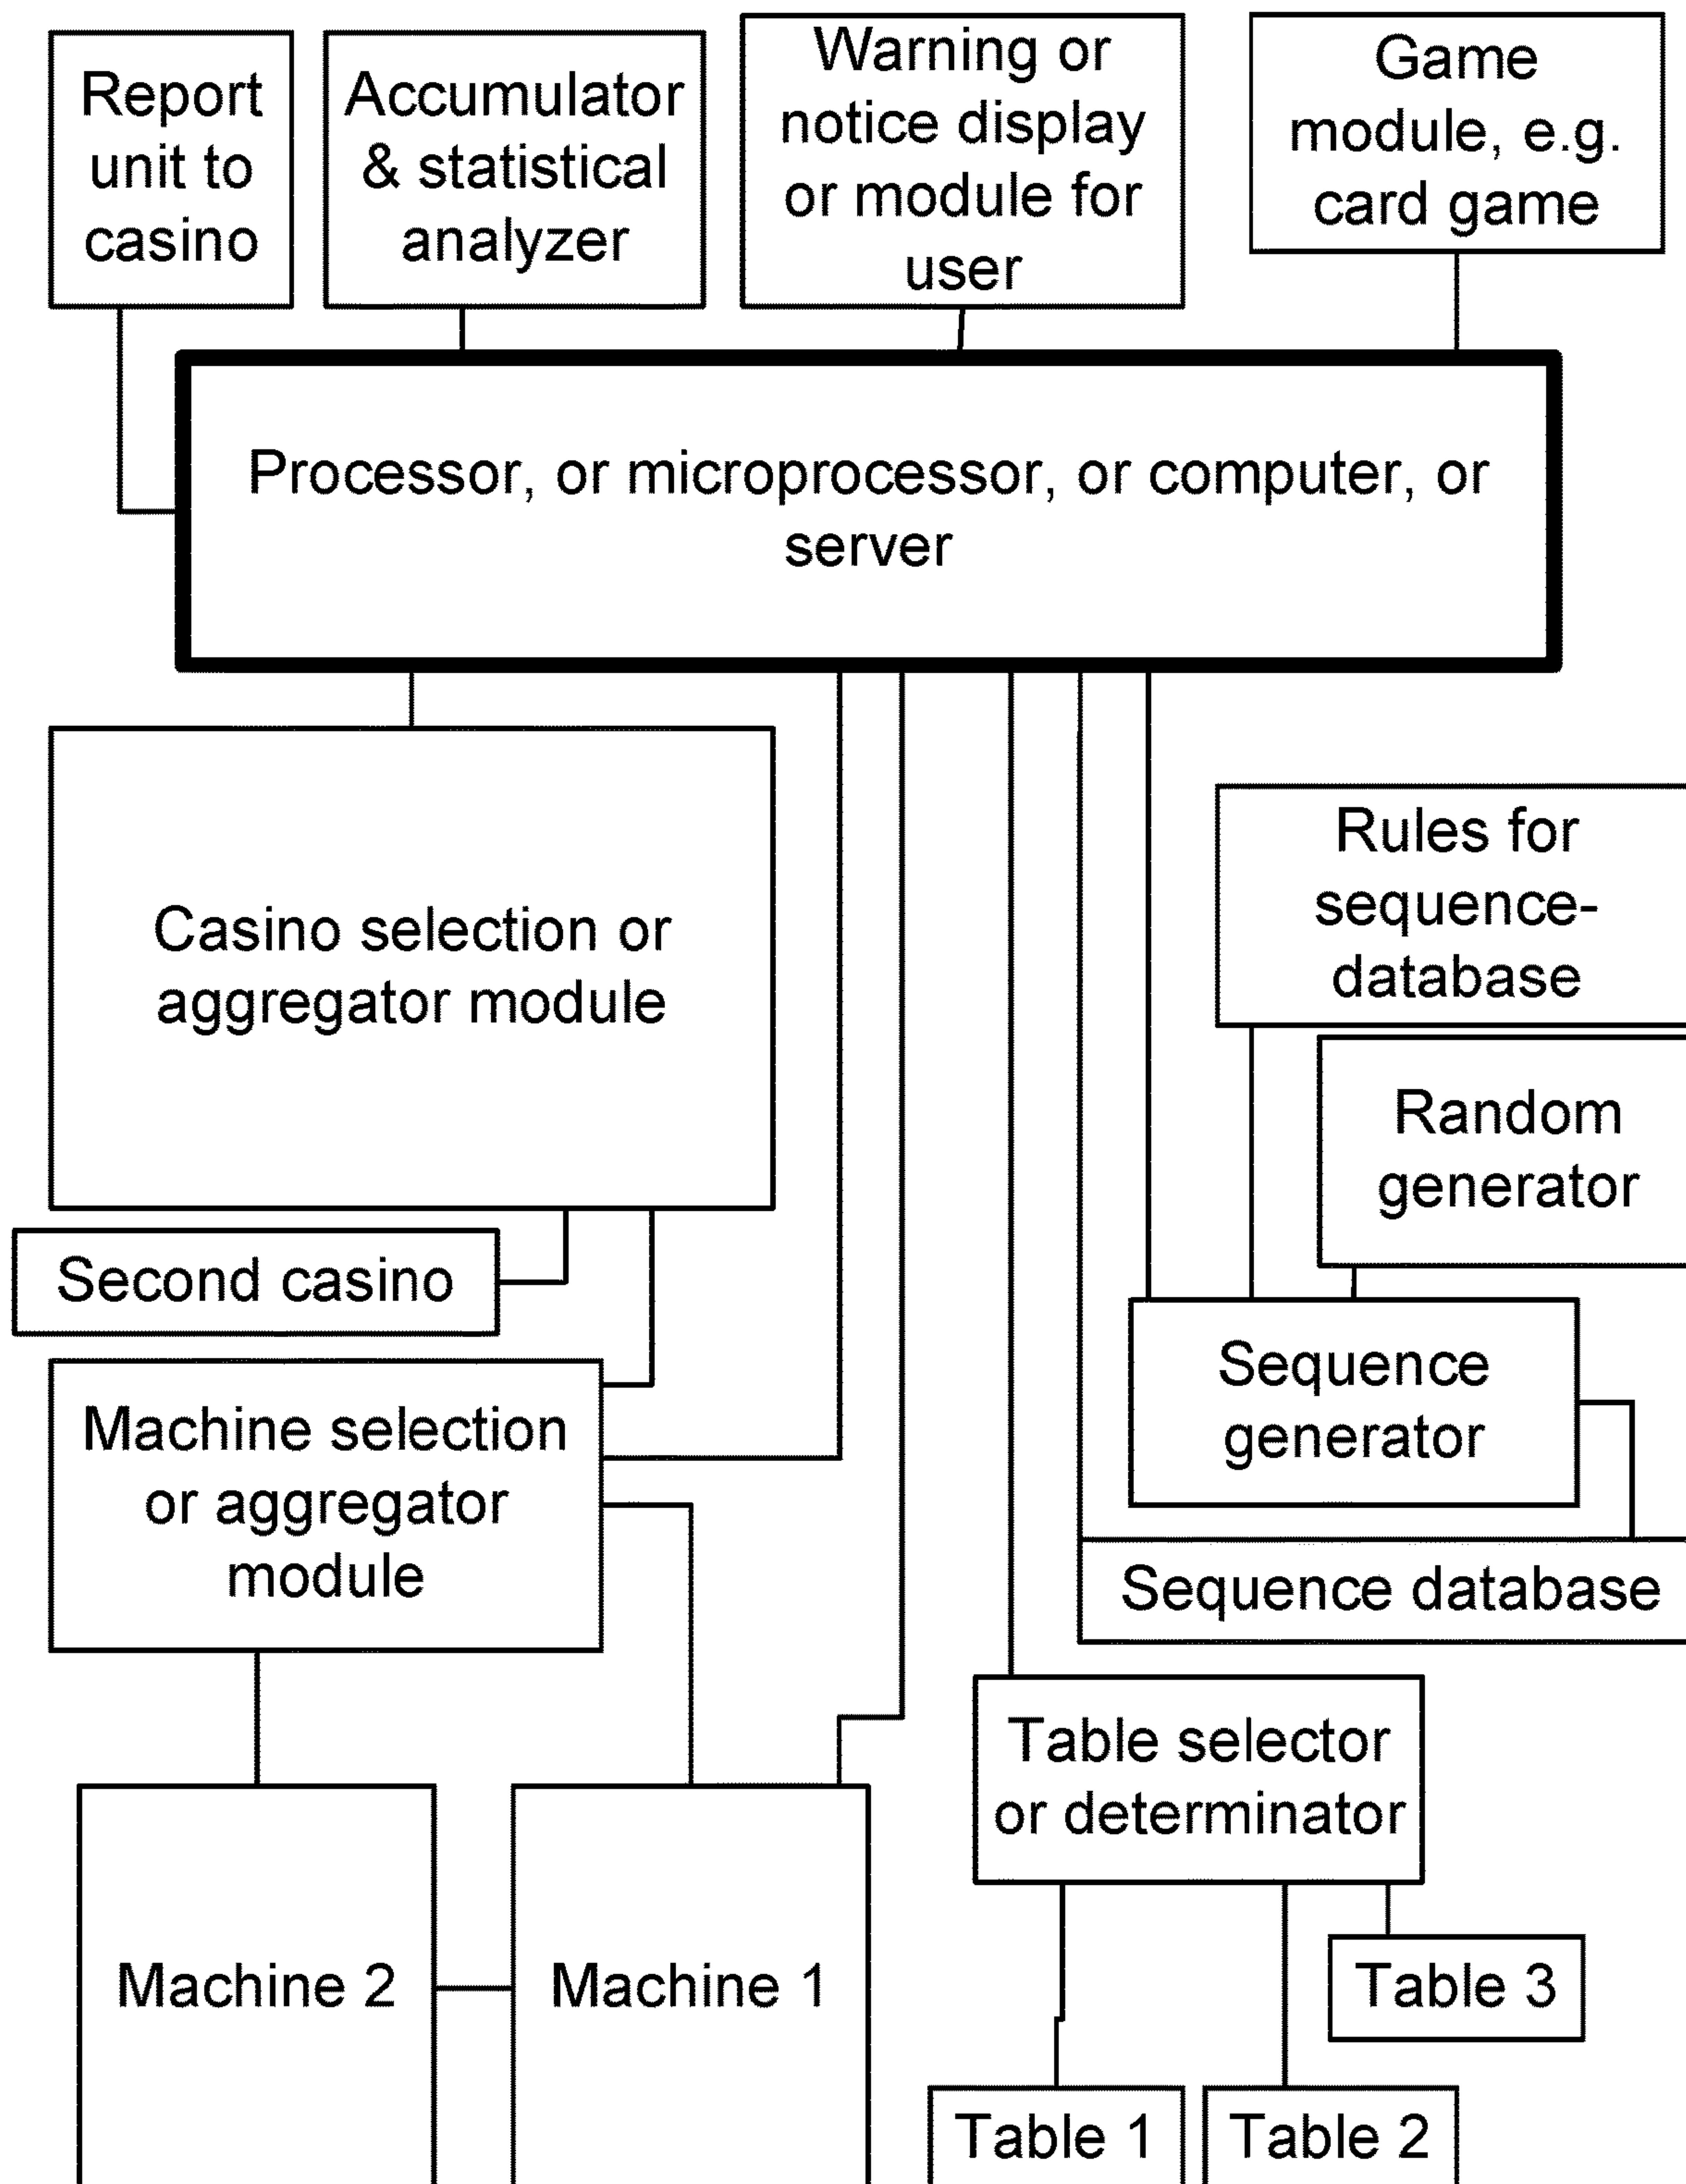 Report
unit to
casino
Accumulator
& statistical
analyzer
Warning or
notice display
or module for
user
Game
module, e.g.
card game
Processor, or microprocessor, or computer, or
server
Casino selection or
aggregator module
Rules for
sequence-
database
Random
generator
Second casino
Sequence
generator
Machine selection
or aggregator
module
Sequence database
Table selector
or determinator
Machine 2
Machine 1
Table 3
Table 1
Table 2